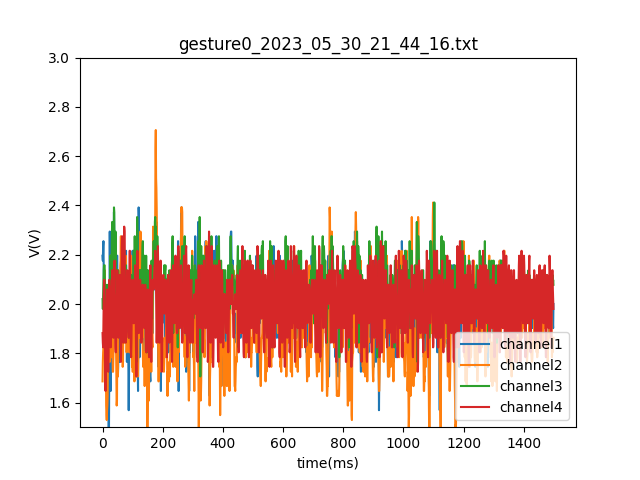 gesture0_2023_05_30_21_44_16.txt
V(V)
3.0
2.8
2.6
2.4
2.2
2.0
1.8
1.6
channel1
channel2
channel3
channel4
0 200 400 600 800 1000 1200 1400
time(ms)